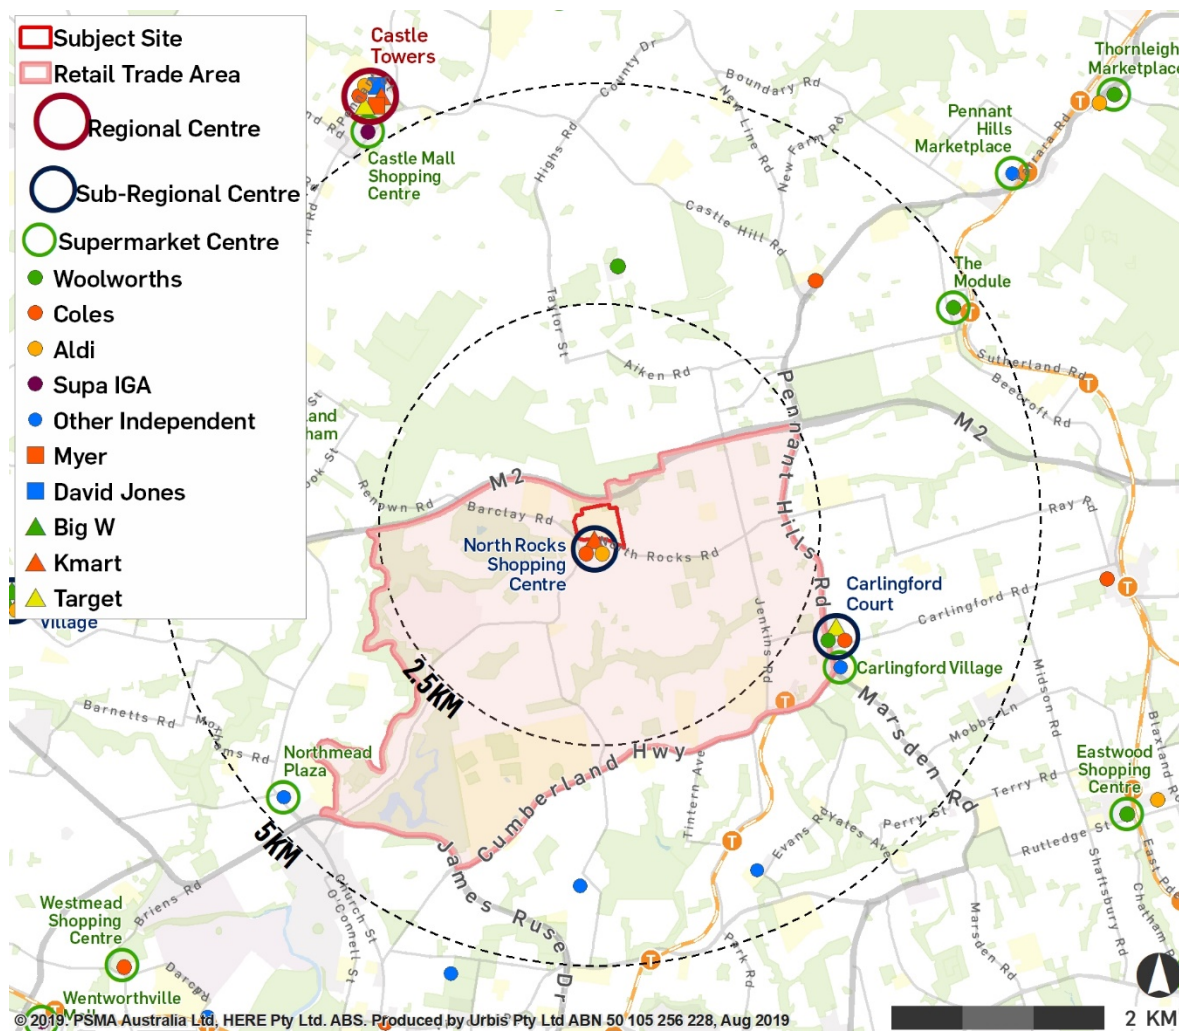 Subject Site
Retail Trade Area
Regional Centre
Sub-Regional Centre
Supermarket Centre
Woolworths
Coles
Aldi
Supa IGA
Other Independent
Myer
David Jones
Big W
Kmart
Target
Castle
Towers
Castle Mall
Shopping
Centre
County Dr
Highs Rd
Boundary Rd
New Line Rd
New Farm Rd
Castle Hill Rd
Thornleigh
Marketplace
Pennant
Hills
Marketplace
The
Module
Taylor St
Aiken Rd
Sutherland Rd
Beecroft Rd
Pennant Hills Rd
M2
M2
Renown Rd
Barclay Rd
North Rocks Rd
North Rocks
Shopping
Centre
Ray Rd
Carlingford
Court
Carlingford Rd
Carlingford Village
Jenkins Rd
Village
2.5KM
Barnetts Rd
Moxhams Rd
Northmead
Plaza
5KM
Cumberland Hwy
Marsden Rd
Mobbs Ln
Midson Rd
Blaxland Rd
Terry Rd
Eastwood
Shopping
Centre
Tintern Ave
Evans Rd
Yates Ave
Perry St
Rutledge St
Shaftsbury Rd
Chatham R
Marsden Rd
James Ruse Dr
Church St
O'Connell St
Briens Rd
Westmead
Shopping
Centre
Park Rd
Wentworthville
T
T
T
T
T
T
T
T
2 KM
© 2019. PSMA Australia Ltd, HERE Pty Ltd. ABS. Produced by Urbis Pty Ltd ABN 50 105 256 228, Aug 2019